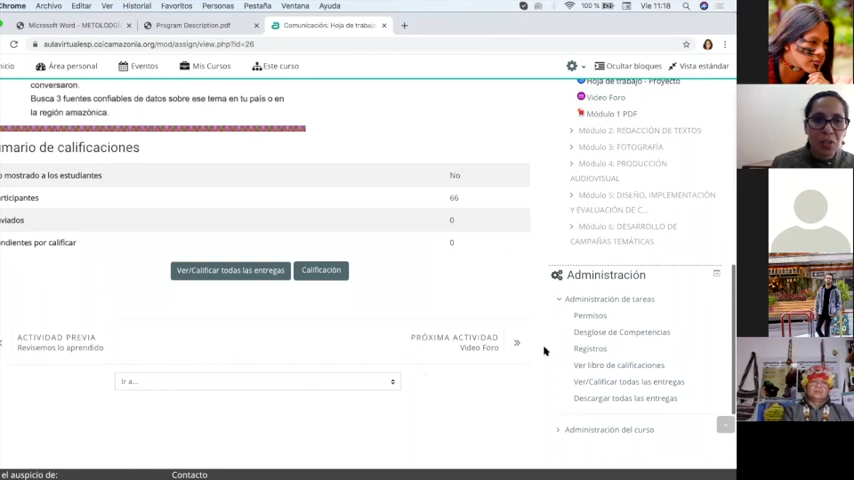 Chrome Archivo Editar Ver Historial Favoritos Personas Pestaña Ventana Ayuda 100 % Vie 11:18
Microsoft Word - METOLODGÍ
Program Description.pdf
Comunicación: Hoja de trabajo
aulavirtualesp.coicamazonia.org/mod/assign/view.php?id=26
nicio Área personal Eventos Mis Cursos Este curso Ocultar bloques Vista estándar
conversaron.
Busca 3 fuentes confiables de datos sobre ese tema en tu país o en
la región amazónica.
umario de calificaciones
o mostrado a los estudiantes No
articipantes 66
nviados 0
ndientes por calificar 0
Ver/Calificar todas las entregas Calificación
ACTIVIDAD PREVIA
Revisemos lo aprendido
PRÓXIMA ACTIVIDAD
Video Foro
Ir a...
Hoja de trabajo - Proyecto
Video Foro
Módulo 1 PDF
Módulo 2: REDACCIÓN DE TEXTOS
Módulo 3: FOTOGRAFÍA
Módulo 4: PRODUCCIÓN
AUDIOVISUAL
Módulo 5: DISEÑO, IMPLEMENTACIÓN
Y EVALUACIÓN DE C...
Módulo 6: DESARROLLO DE
CAMPAÑAS TEMÁTICAS
Administración
Administración de tareas
Permisos
Desglose de Competencias
Registros
Ver libro de calificaciones
Ver/Calificar todas las entregas
Descargar todas las entregas
Administración del curso
el auspicio de: Contacto